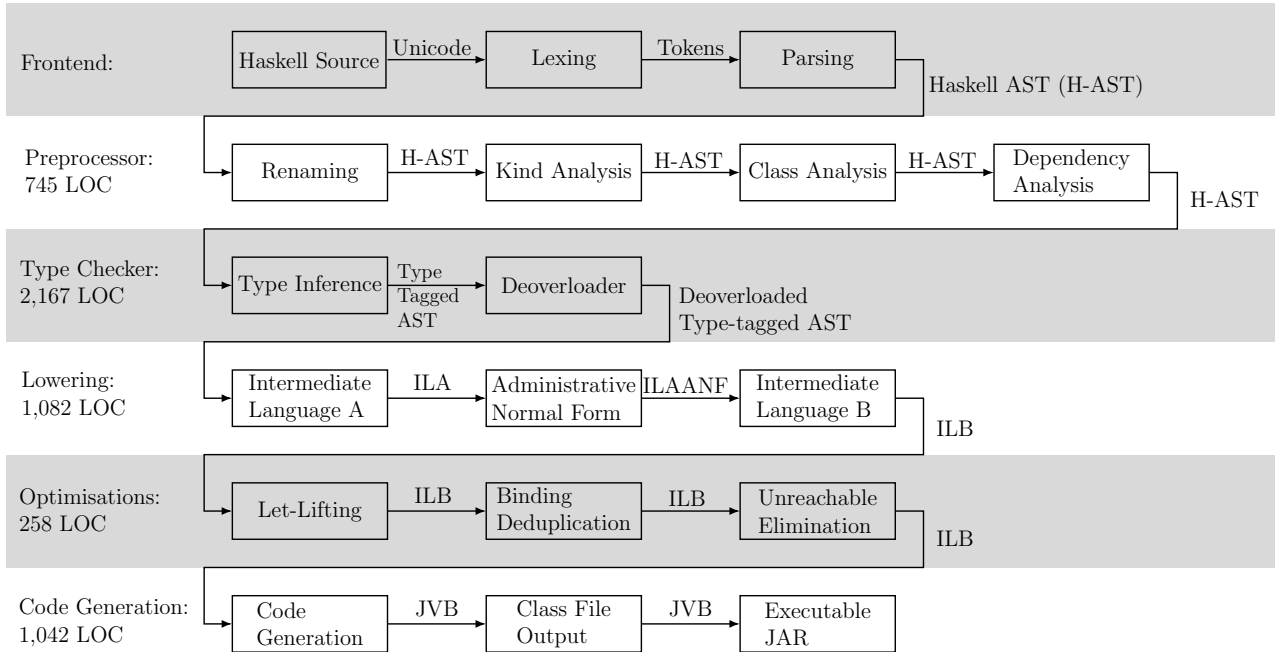 Frontend:
Haskell Source
Unicode
Lexing
Tokens
Parsing
Haskell AST (H-AST)
Preprocessor:
745 LOC
Renaming
H-AST
Kind Analysis
H-AST
Class Analysis
H-AST
Dependency
Analysis
H-AST
Type Checker:
2,167 LOC
Type Inference
Type
Tagged
AST
Deoverloader
Deoverloaded
Type-tagged AST
Lowering:
1,082 LOC
Intermediate
Language A
ILA
Administrative
Normal Form
ILAANF
Intermediate
Language B
ILB
Optimisations:
258 LOC
Let-Lifting
ILB
Binding
Deduplication
ILB
Unreachable
Elimination
ILB
Code Generation:
1,042 LOC
Code
Generation
JVB
Class File
Output
JVB
Executable
JAR